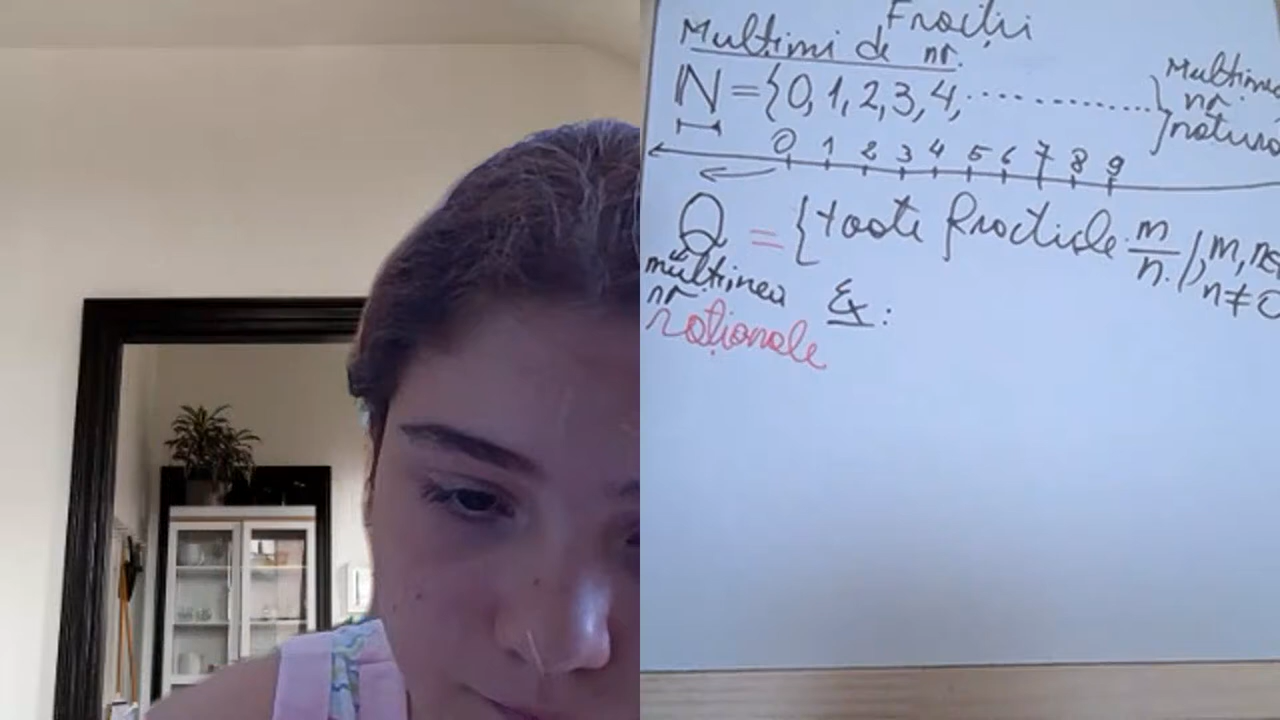 Fracții
Mulțimi de nr.
ℕ = {0, 1, 2, 3, 4, ............} Mulțimea
nr.
natura
0 1 2 3 4 5 6 7 8 9
Q = {toate fracțiile m/n | m, n∈
n≠0
mulțimea
nr
raționale
Ex: